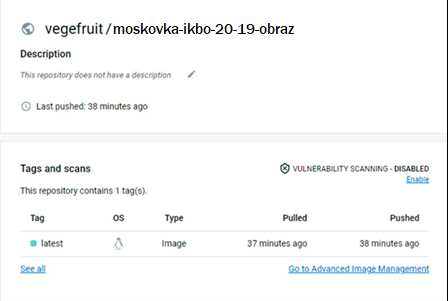 vegefruit / moskovka-ikbo-20-19-obraz
Description
This repository does not have a description
Last pushed: 38 minutes ago
Tags and scans
VULNERABILITY SCANNING - DISABLED
Enable
This repository contains 1 tag(s).
Tag OS Type Pulled Pushed
latest Image 37 minutes ago 38 minutes ago
See all Go to Advanced Image Management